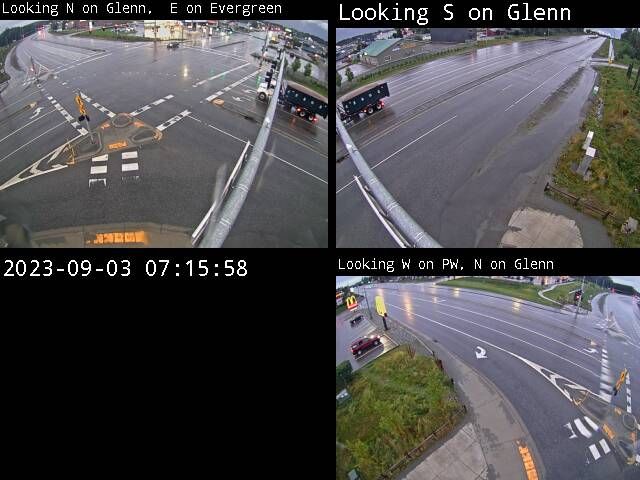 Looking N on Glenn,  E on Evergreen
Looking S on Glenn
2023-09-03 07:15:58
Looking W on PW, N on Glenn